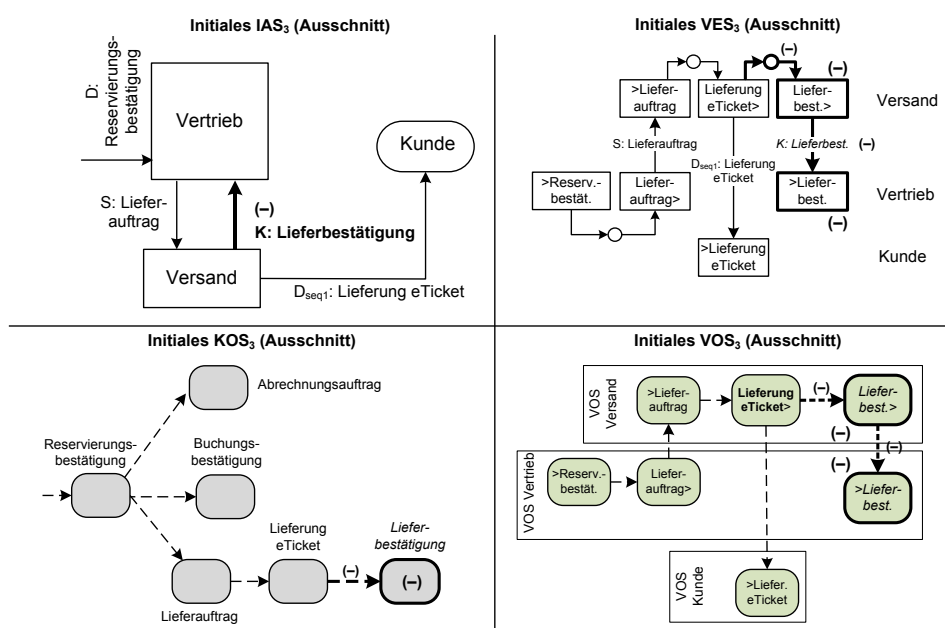 Initiales IAS3 (Ausschnitt)
D:
Reservierungs-
bestätigung
Vertrieb
Kunde
S: Liefer-
auftrag
(–)
K: Lieferbestätigung
Versand
Dseq1: Lieferung eTicket
Initiales VES3 (Ausschnitt)
(–)
>Liefer-
auftrag
Lieferung
eTicket>
Liefer-
best.>
(–)
Versand
S: Lieferauftrag
Dseq1: Lieferung
eTicket
K: Lieferbest.
(–)
>Reserv.-
bestät.
Liefer-
auftrag>
>Liefer-
best.
Vertrieb
(–)
>Lieferung
eTicket
Kunde
Initiales KOS3 (Ausschnitt)
Abrechnungsauftrag
Reservierungs-
bestätigung
Buchungs-
bestätigung
Lieferung
eTicket
Liefer-
bestätigung
(–)
(–)
Lieferauftrag
Initiales VOS3 (Ausschnitt)
VOS
Versand
>Liefer-
auftrag
Lieferung
eTicket>
(–)
Liefer-
best.>
(–)
(–)
VOS Vertrieb
>Reserv.-
bestät.
Liefer-
auftrag>
(–)
>Liefer-
best.
VOS
Kunde
>Liefer.
eTicket